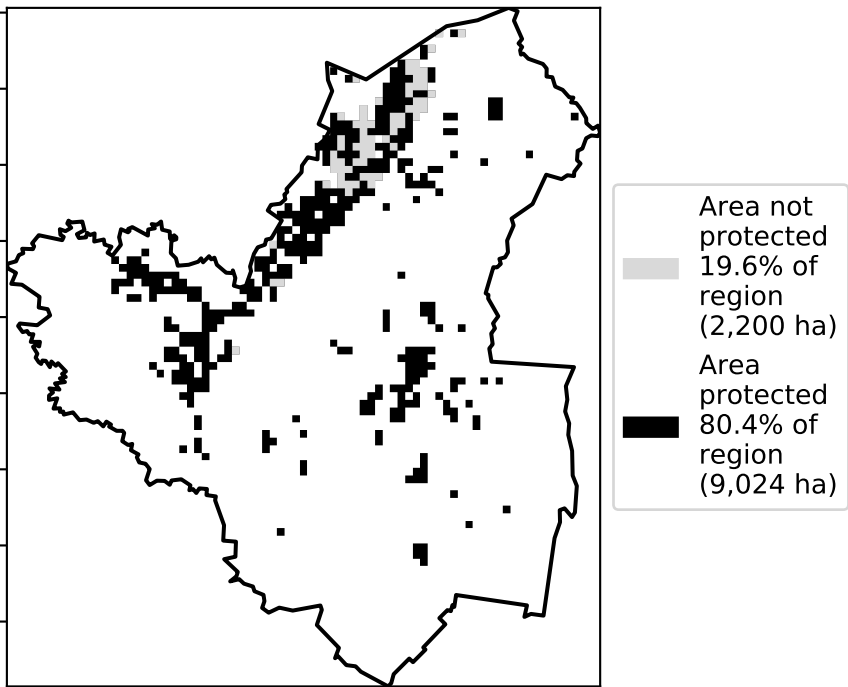 Area not
protected
19.6% of
region
(2,200 ha)
Area
protected
80.4% of
region
(9,024 ha)